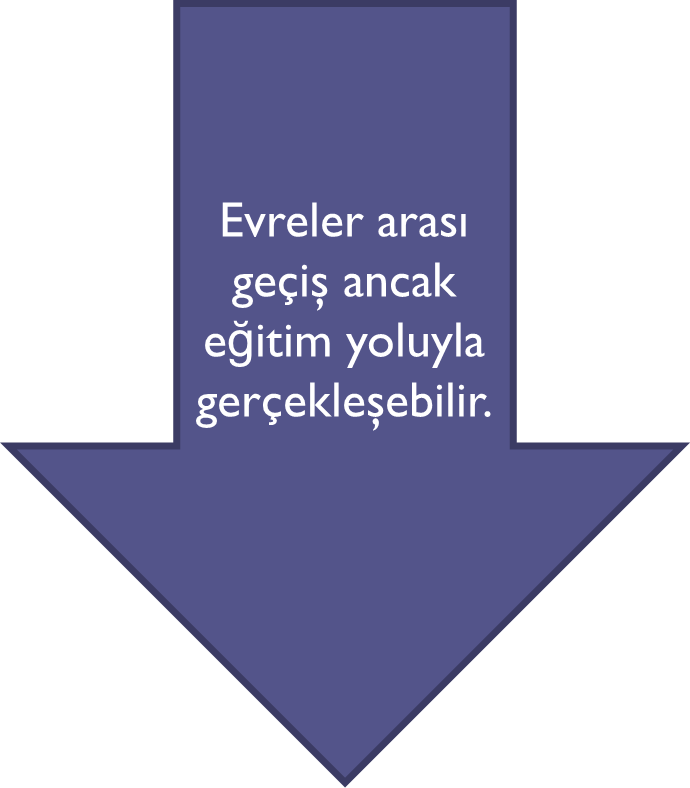 Evreler arası
geçiş ancak
eğitim yoluyla
gerçekleşebilir.